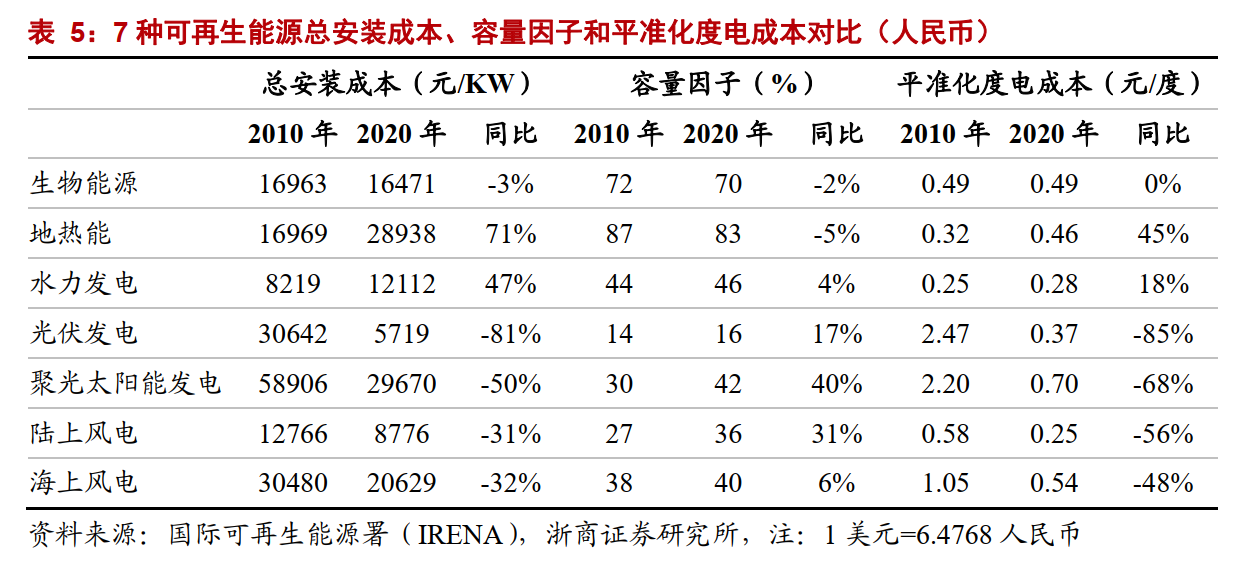 表 5：7 种可再生能源总安装成本、容量因子和平准化度电成本对比（人民币）
总安装成本（元/KW） 容量因子（%） 平准化度电成本（元/度）
2010 年 2020 年 同比 2010 年 2020 年 同比 2010 年 2020 年 同比
生物能源 16963 16471 -3% 72 70 -2% 0.49 0.49 0%
地热能 16969 28938 71% 87 83 -5% 0.32 0.46 45%
水力发电 8219 12112 47% 44 46 4% 0.25 0.28 18%
光伏发电 30642 5719 -81% 14 16 17% 2.47 0.37 -85%
聚光太阳能发电 58906 29670 -50% 30 42 40% 2.20 0.70 -68%
陆上风电 12766 8776 -31% 27 36 31% 0.58 0.25 -56%
海上风电 30480 20629 -32% 38 40 6% 1.05 0.54 -48%
资料来源：国际可再生能源署（IRENA），浙商证券研究所，注：1 美元=6.4768 人民币